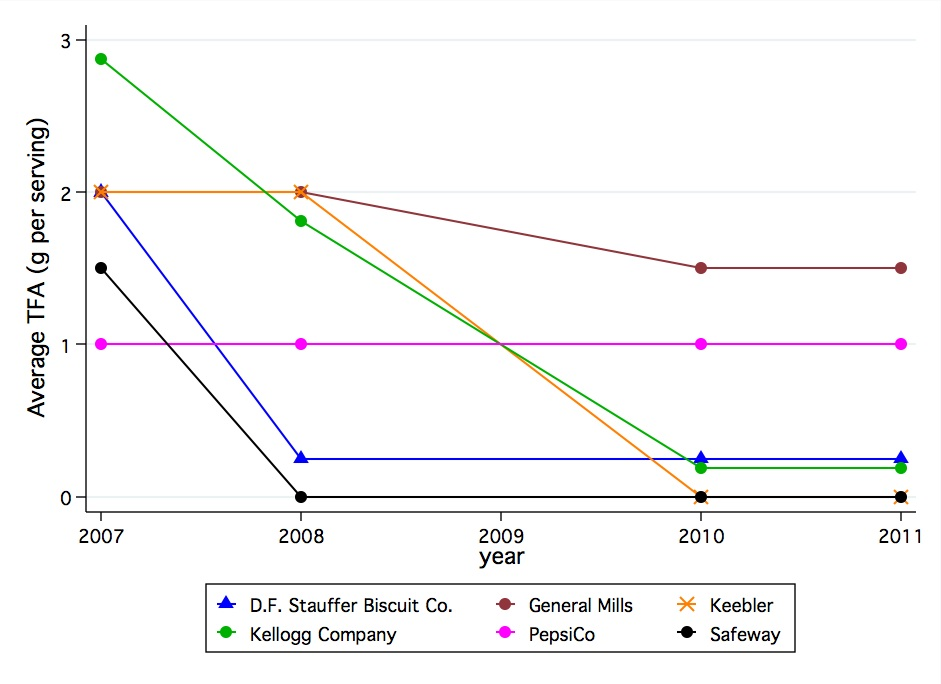 Average TFA (g per serving)
3
2
1
0
2007 2008 2009 2010 2011
year
D.F. Stauffer Biscuit Co. General Mills Keebler
Kellogg Company PepsiCo Safeway